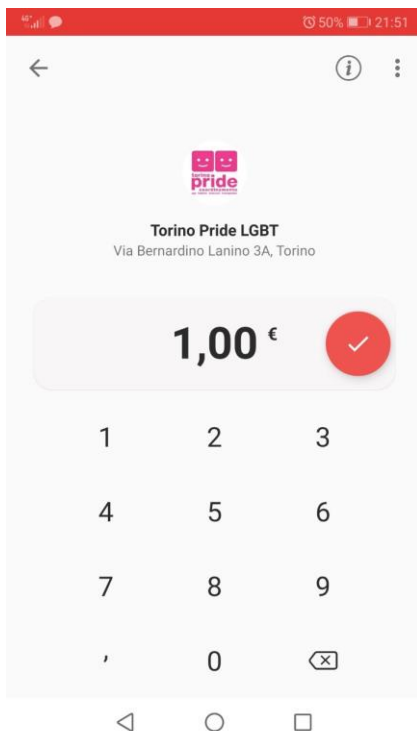 50% 21:51
torino
pride
Torino Pride LGBT
Via Bernardino Lanino 3A, Torino
1,00 €
1 2 3
4 5 6
7 8 9
, 0